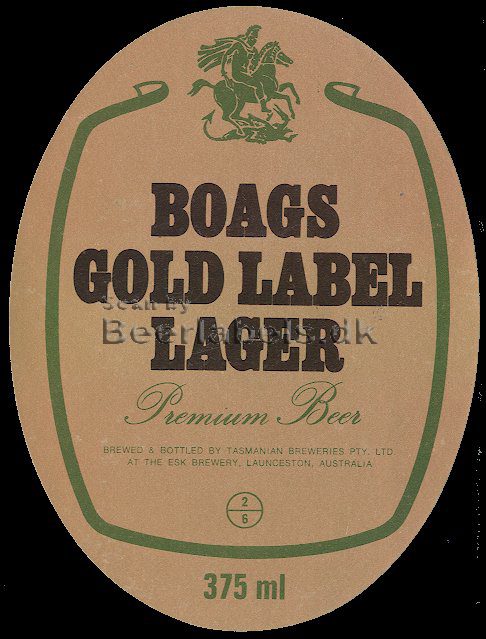 BOAGS
GOLD LABEL
Scan by
Beerlabels.dk
LAGER
Premium Beer
BREWED & BOTTLED BY TASMANIAN BREWERIES PTY. LTD
AT THE ESK BREWERY, LAUNCESTON, AUSTRALIA
2
6
375 ml